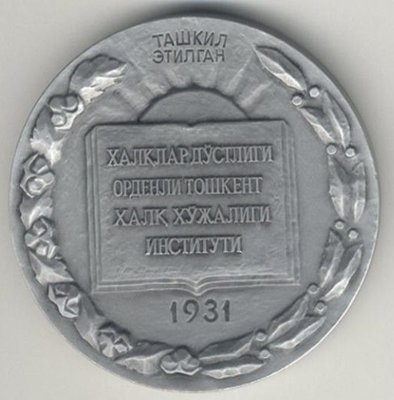 ТАШКИЛ
ЭТИЛГАН
ХАЛҚЛАР ДЎСТЛИГИ
ОРДЕНЛИ ТОШКЕНТ
ХАЛҚ ХЎЖАЛИГИ
ИНСТИТУТИ
1931